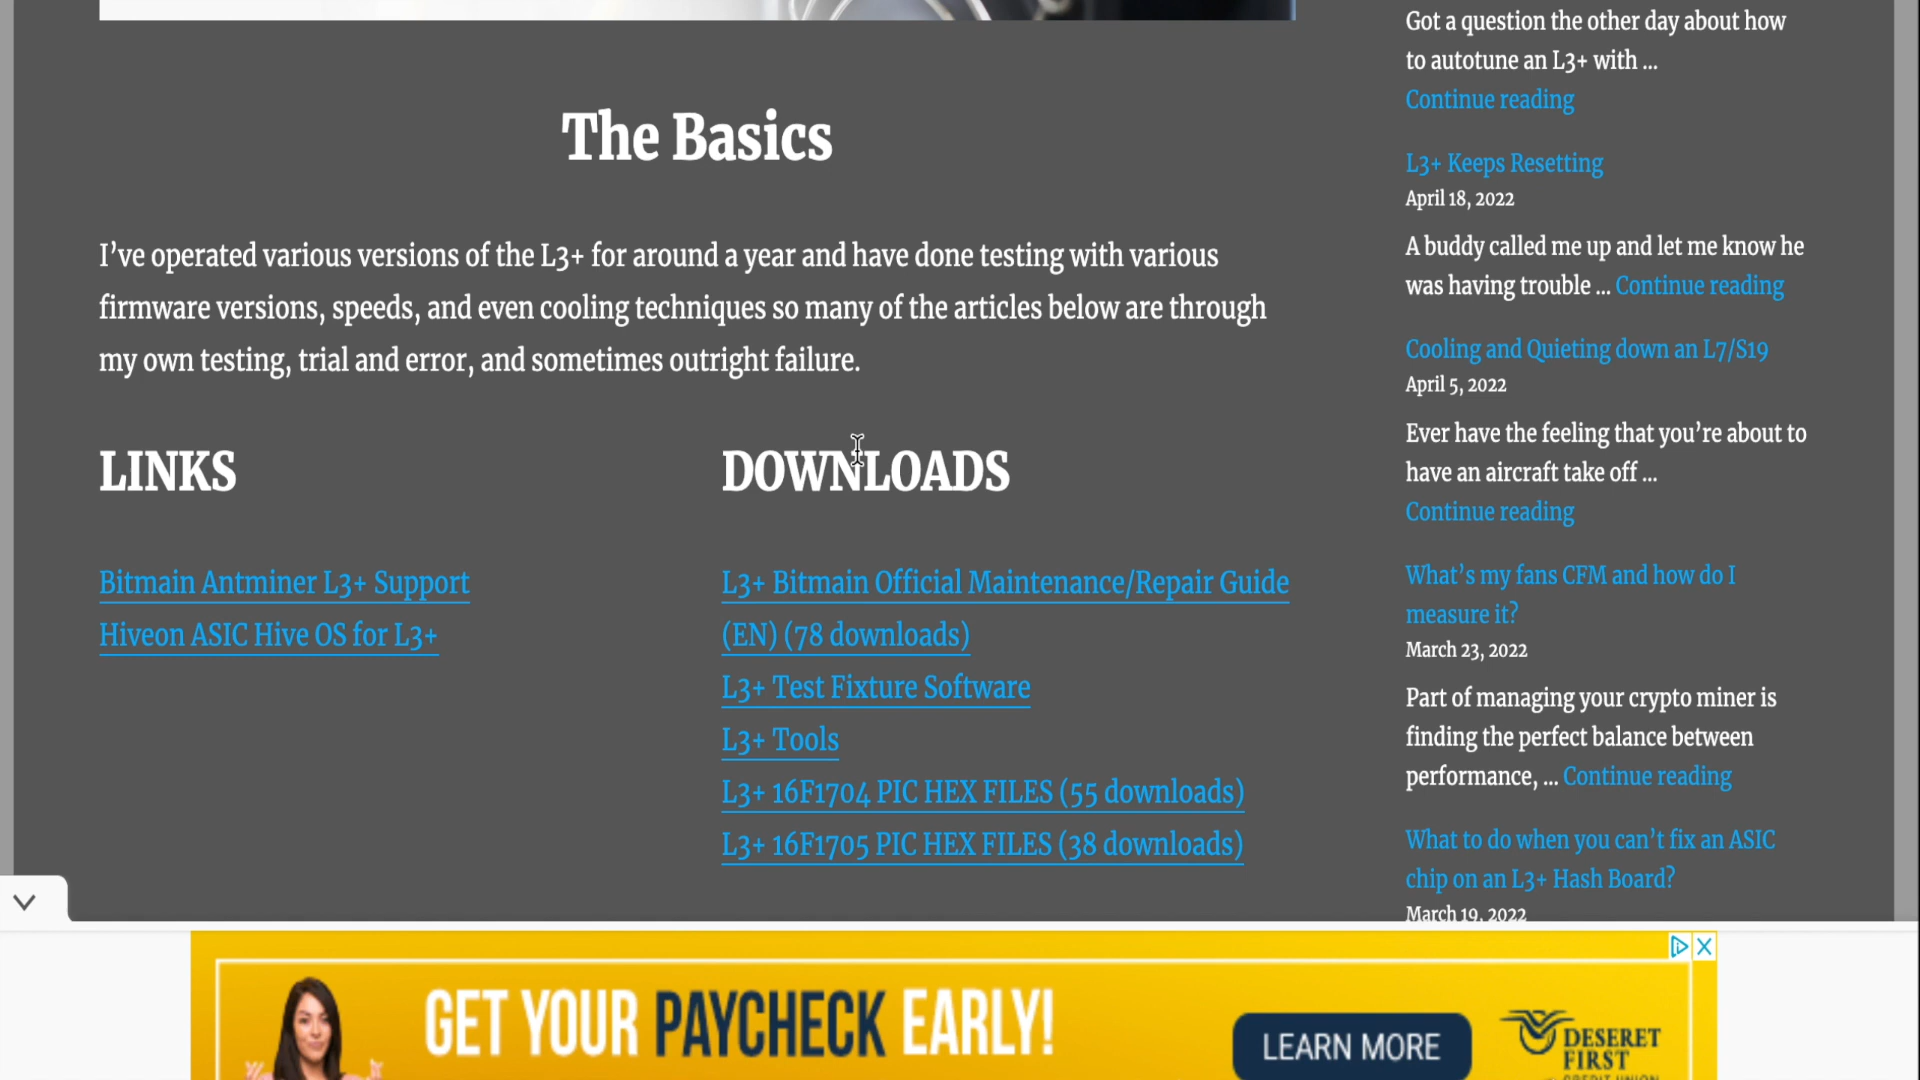 The Basics
I've operated various versions of the L3+ for around a year and have done testing with various
firmware versions, speeds, and even cooling techniques so many of the articles below are through
my own testing, trial and error, and sometimes outright failure.
LINKS
Bitmain Antminer L3+ Support
Hiveon ASIC Hive OS for L3+
DOWNLOADS
L3+ Bitmain Official Maintenance/Repair Guide
(EN) (78 downloads)
L3+ Test Fixture Software
L3+ Tools
L3+ 16F1704 PIC HEX FILES (55 downloads)
L3+ 16F1705 PIC HEX FILES (38 downloads)
Got a question the other day about how
to autotune an L3+ with ...
Continue reading
L3+ Keeps Resetting
April 18, 2022
A buddy called me up and let me know he
was having trouble ... Continue reading
Cooling and Quieting down an L7/S19
April 5, 2022
Ever have the feeling that you're about to
have an aircraft take off ...
Continue reading
What's my fans CFM and how do I
measure it?
March 23, 2022
Part of managing your crypto miner is
finding the perfect balance between
performance, ... Continue reading
What to do when you can't fix an ASIC
chip on an L3+ Hash Board?
March 19, 2022
GET YOUR PAYCHECK EARLY!
LEARN MORE
DESERET
FIRST
CREDIT UNION